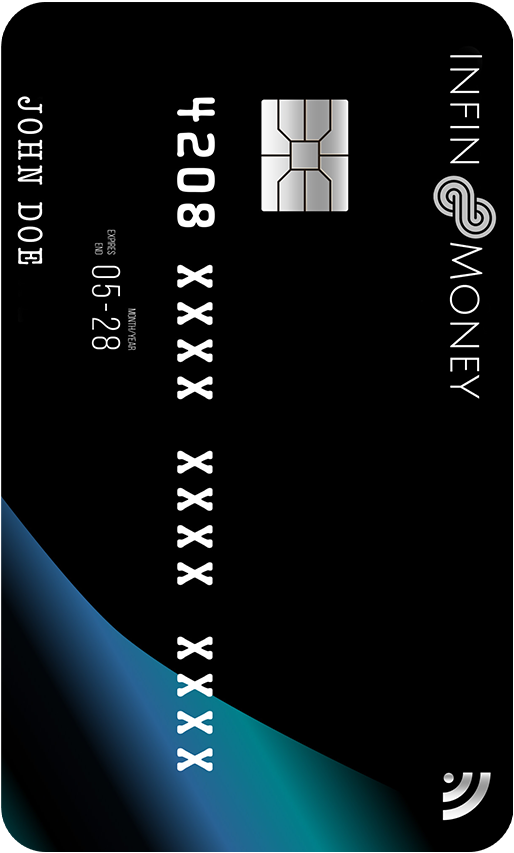 INFIN MONEY
4208 XXXX XXXX XXXX
MONTH/YEAR
EXPIRES END 05-28
JOHN DOE